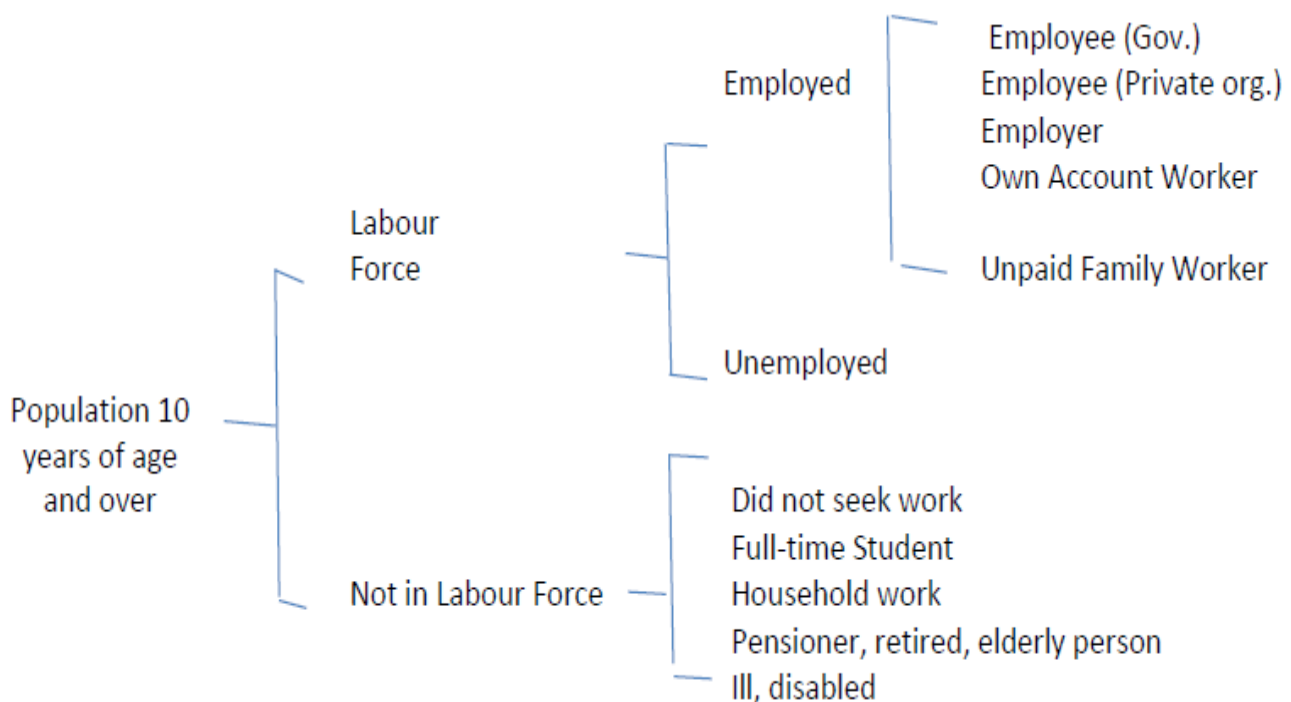 Employee (Gov.)
Employed
Employee (Private org.)
Employer
Own Account Worker
Labour
Force
Unpaid Family Worker
Unemployed
Population 10
years of age
and over
Did not seek work
Full-time Student
Not in Labour Force
Household work
Pensioner, retired, elderly person
Ill, disabled